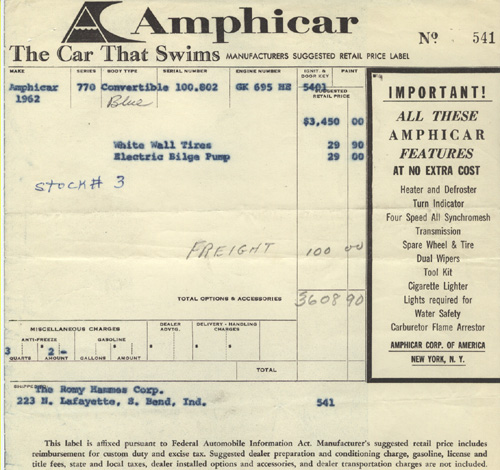 Amphicar
The Car That Swims MANUFACTURERS SUGGESTED RETAIL PRICE LABEL
No 541
MAKE SERIES BODY TYPE SERIAL NUMBER ENGINE NUMBER IGNIT & DOOR KEY PAINT
Amphicar 770 Convertible 100,802 GK 695 HE 5401
1962 Blue
SUGGESTED RETAIL PRICE
$3,450 00
White Wall Tires 29 90
Electric Bilge Pump 29 00
STOCK # 3
FREIGHT 100 00
TOTAL OPTIONS & ACCESSORIES 3608 90
MISCELLANEOUS CHARGES DEALER ADVTG. DELIVERY - HANDLING CHARGES
ANTI-FREEZE GASOLINE
3 $ 2 - $ $ $
QUARTS AMOUNT GALLONS AMOUNT
TOTAL
The Romy Hammes Corp.
223 N. Lafayette, S. Bend, Ind. 541
IMPORTANT!
ALL THESE
AMPHICAR
FEATURES
AT NO EXTRA COST
Heater and Defroster
Turn Indicator
Four Speed All Synchromesh
Transmission
Spare Wheel & Tire
Dual Wipers
Tool Kit
Cigarette Lighter
Lights required for
Water Safety
Carburetor Flame Arrestor
AMPHICAR CORP. OF AMERICA
NEW YORK, N. Y.
This label is affixed pursuant to Federal Automobile Information Act. Manufacturer's suggested retail price includes
reimbursement for custom duty and excise tax. Suggested dealer preparation and conditioning charge, gasoline, license and
title fees, state and local taxes, dealer installed options and accessories, and dealer transportation charges are not included.